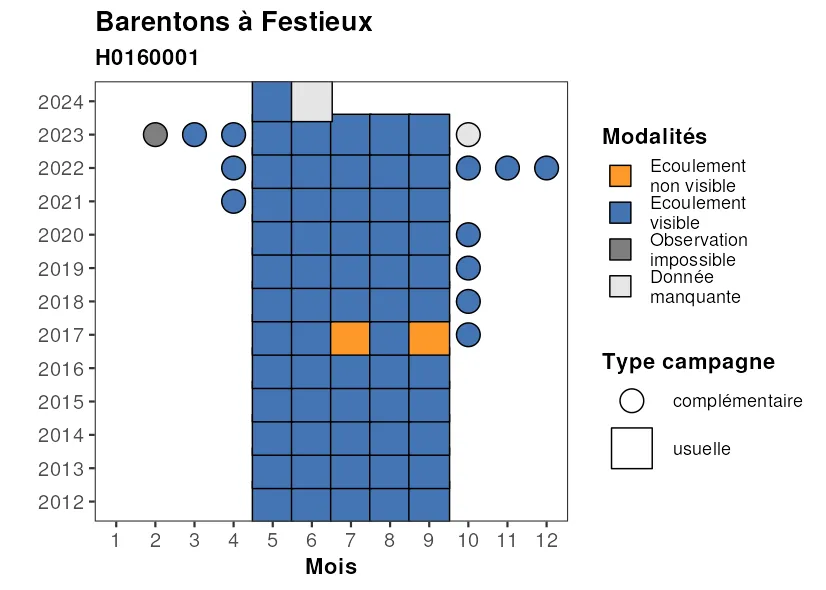 Barentons à Festieux
H0160001
2024
2023
2022
2021
2020
2019
2018
2017
2016
2015
2014
2013
2012
1 2 3 4 5 6 7 8 9 10 11 12
Mois
Modalités
Ecoulement
non visible
Ecoulement
visible
Observation
impossible
Donnée
manquante
Type campagne
complémentaire
usuelle